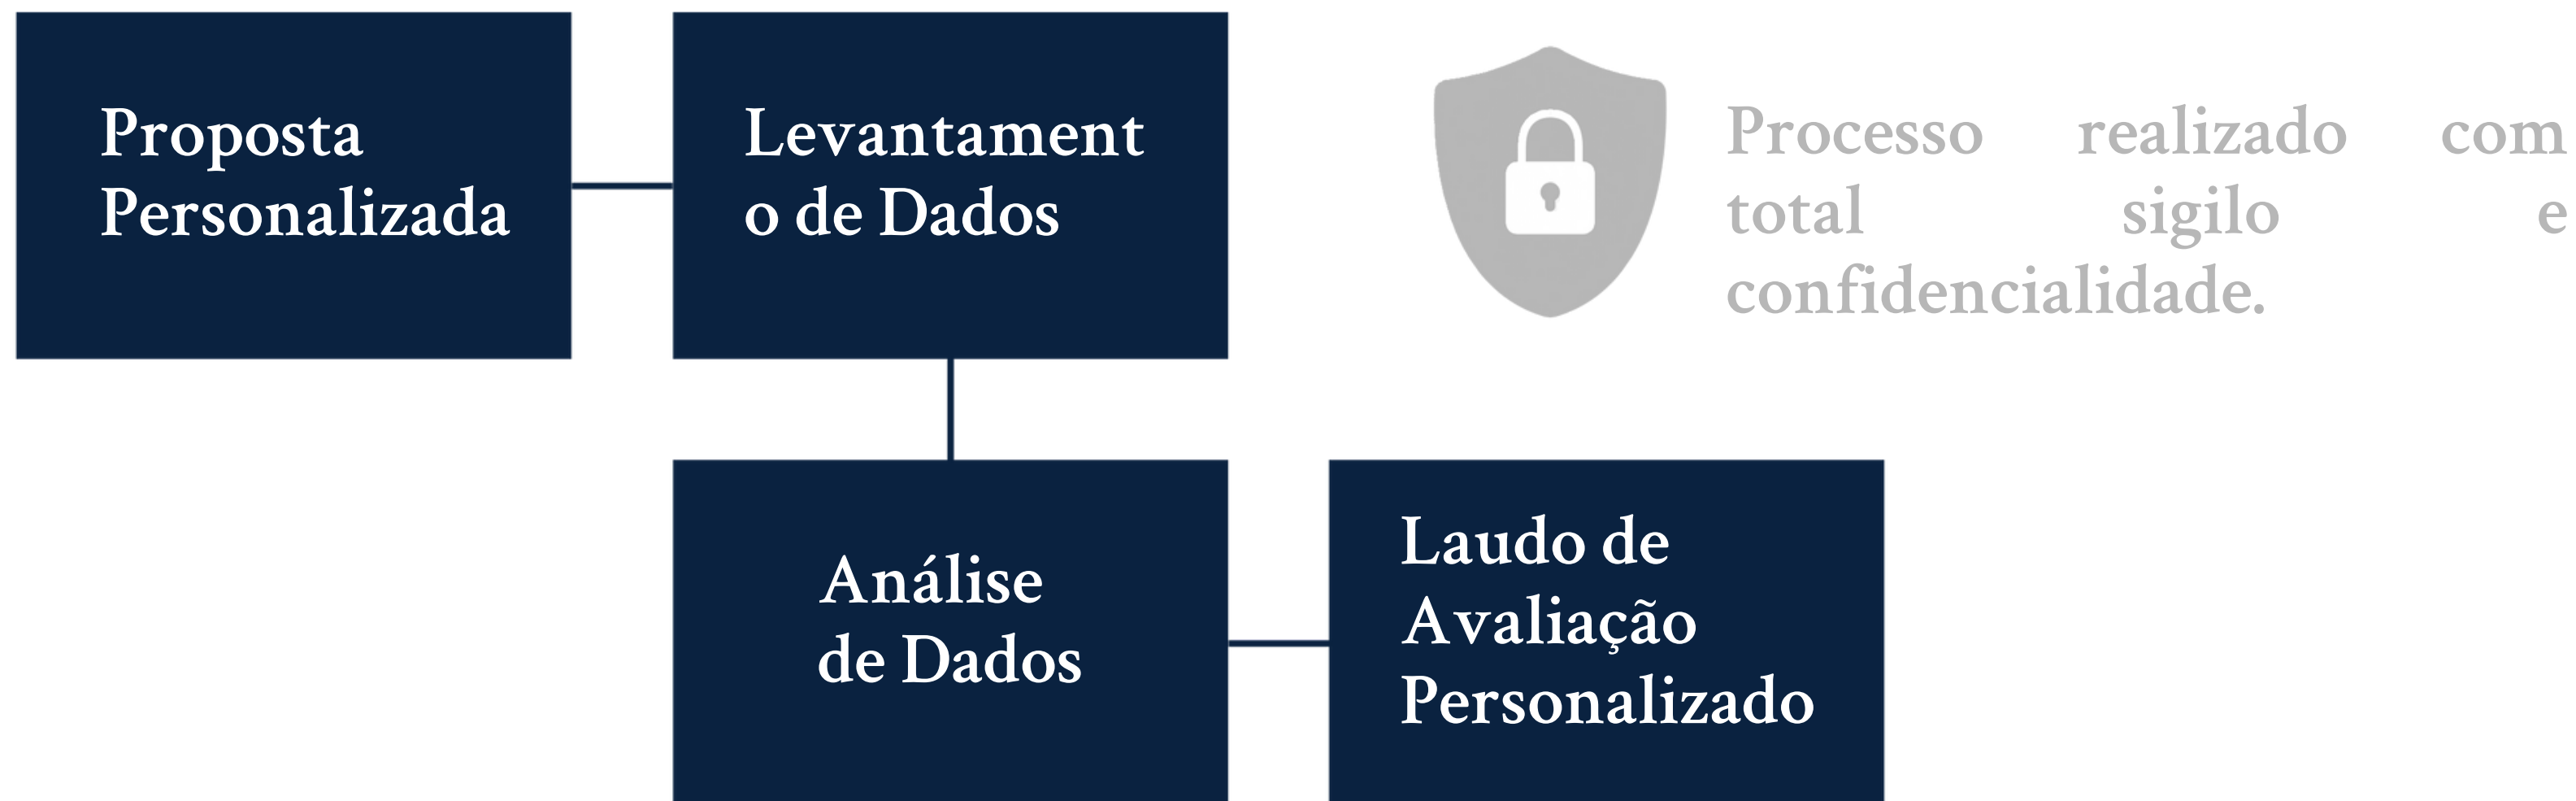 Proposta
Personalizada
Levantament
o de Dados
Processo realizado com
total sigilo e
confidencialidade.
Análise
de Dados
Laudo de
Avaliação
Personalizado